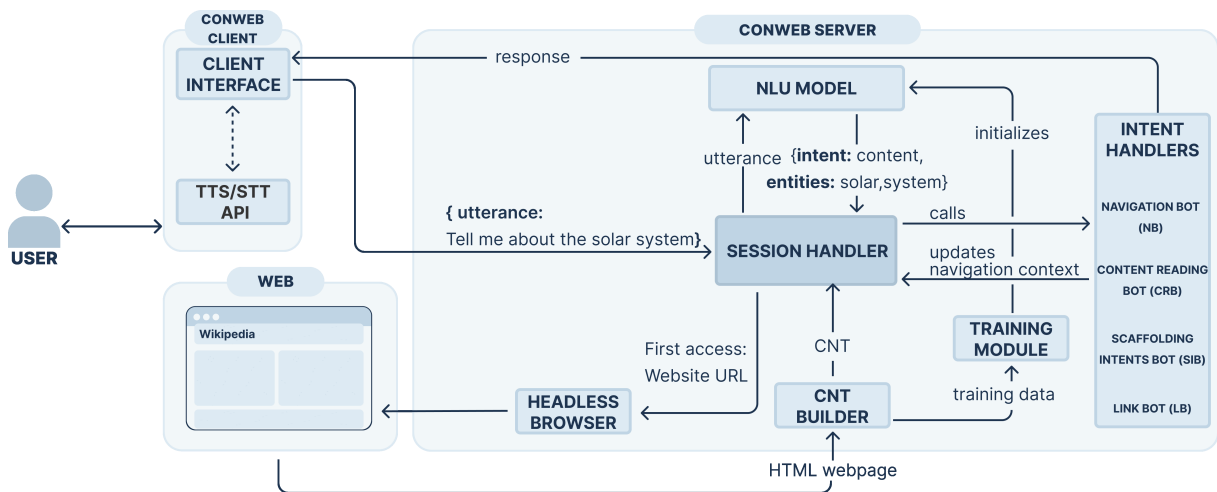 CONWEB
CLIENT
CONWEB SERVER
CLIENT
INTERFACE
response
NLU MODEL
INTENT
HANDLERS
initializes
utterance
{intent: content,
entities: solar,system}
TTS/STT
API
{ utterance:
Tell me about the solar system}
SESSION HANDLER
calls
updates
navigation context
NAVIGATION BOT
(NB)
CONTENT READING
BOT (CRB)
SCAFFOLDING
INTENTS BOT (SIB)
LINK BOT (LB)
USER
WEB
Wikipedia
First access:
Website URL
CNT
TRAINING
MODULE
training data
HEADLESS
BROWSER
CNT
BUILDER
HTML webpage